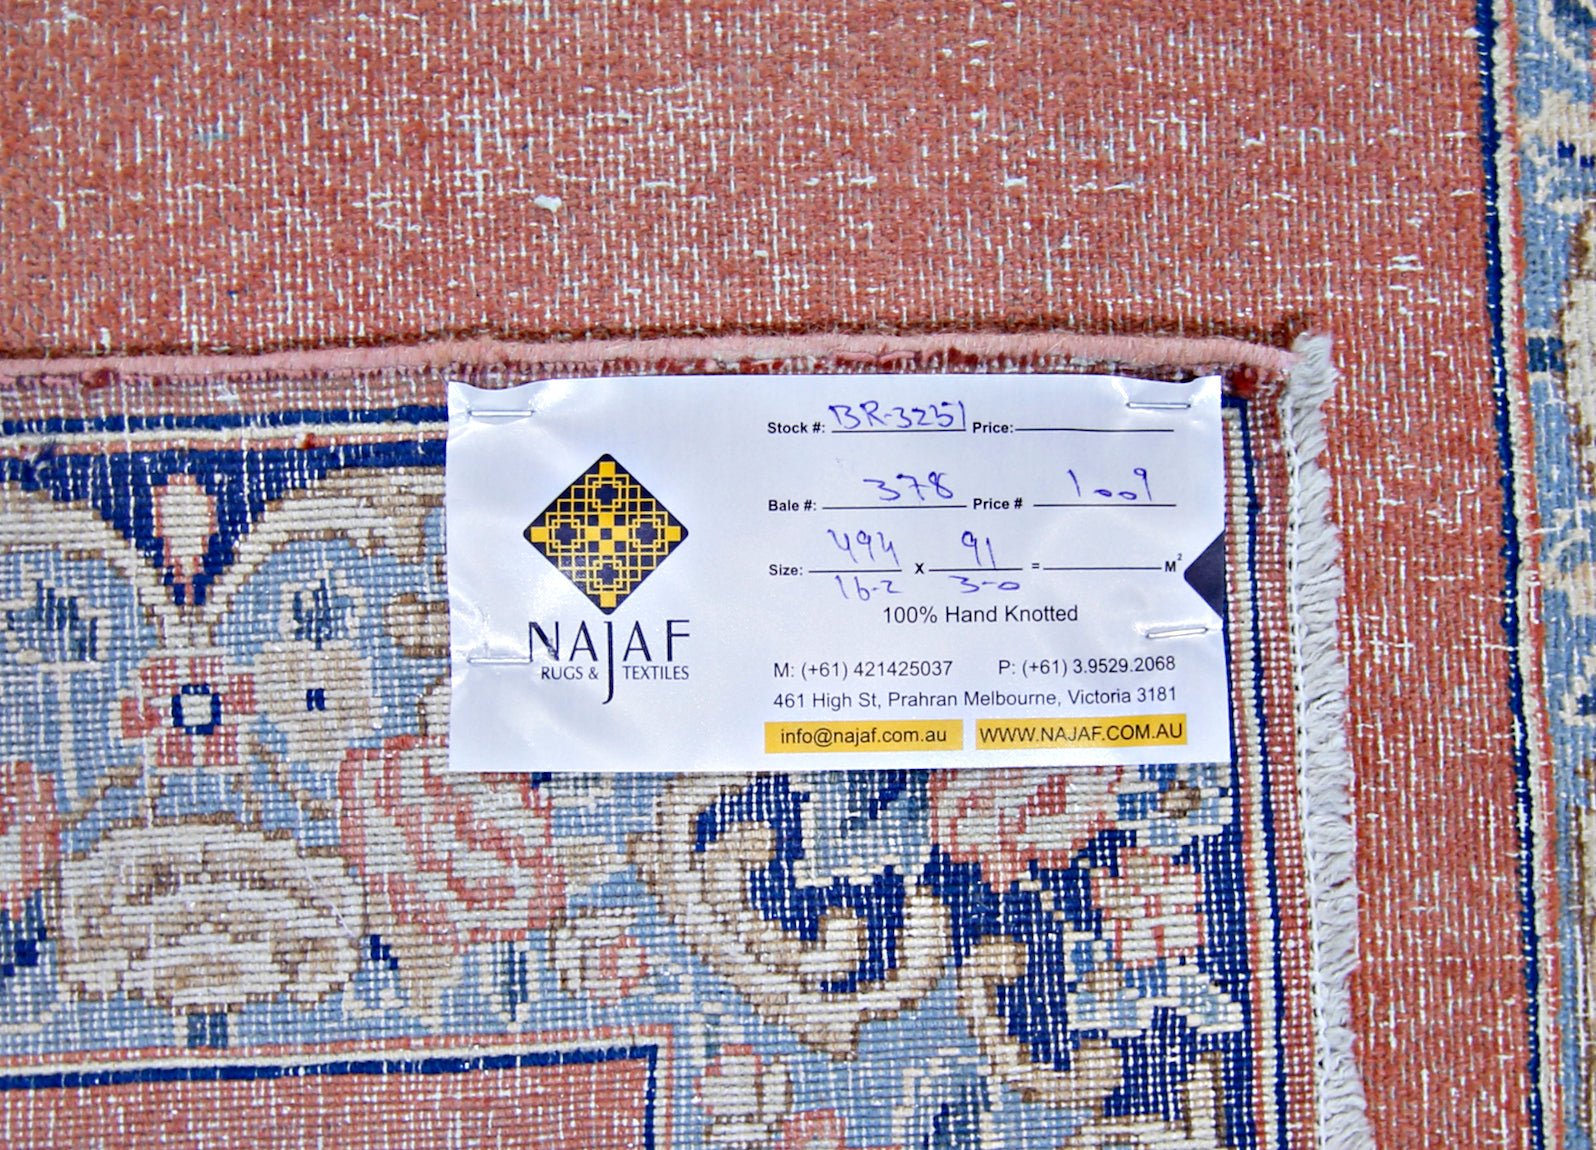 NAJAF
RUGS & TEXTILES
Stock #: BR-3251 Price:
Bale #: 378 Price # 1009
Size: 494 x 91 = M²
16-2 3-0
100% Hand Knotted
M: (+61) 421425037 P: (+61) 3.9529.2068
461 High St, Prahran Melbourne, Victoria 3181
info@najaf.com.au WWW.NAJAF.COM.AU